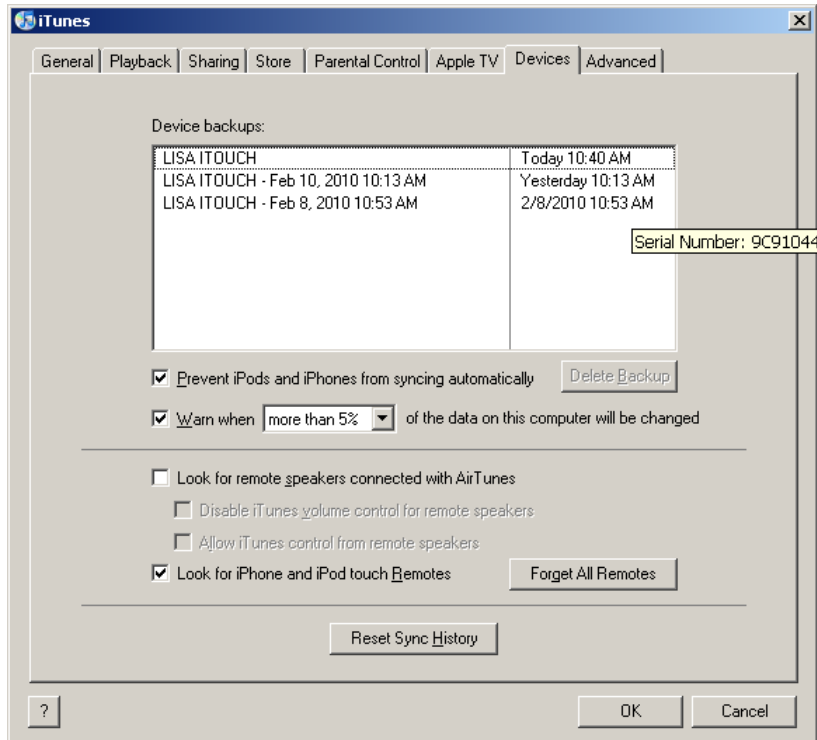 iTunes
General Playback Sharing Store Parental Control Apple TV Devices Advanced
Device backups:
LISA ITOUCH Today 10:40 AM
LISA ITOUCH - Feb 10, 2010 10:13 AM Yesterday 10:13 AM
LISA ITOUCH - Feb 8, 2010 10:53 AM 2/8/2010 10:53 AM
Serial Number: 9C91044
Prevent iPods and iPhones from syncing automatically Delete Backup
Warn when more than 5% of the data on this computer will be changed
Look for remote speakers connected with AirTunes
Disable iTunes volume control for remote speakers
Allow iTunes control from remote speakers
Look for iPhone and iPod touch Remotes Forget All Remotes
Reset Sync History
? OK Cancel